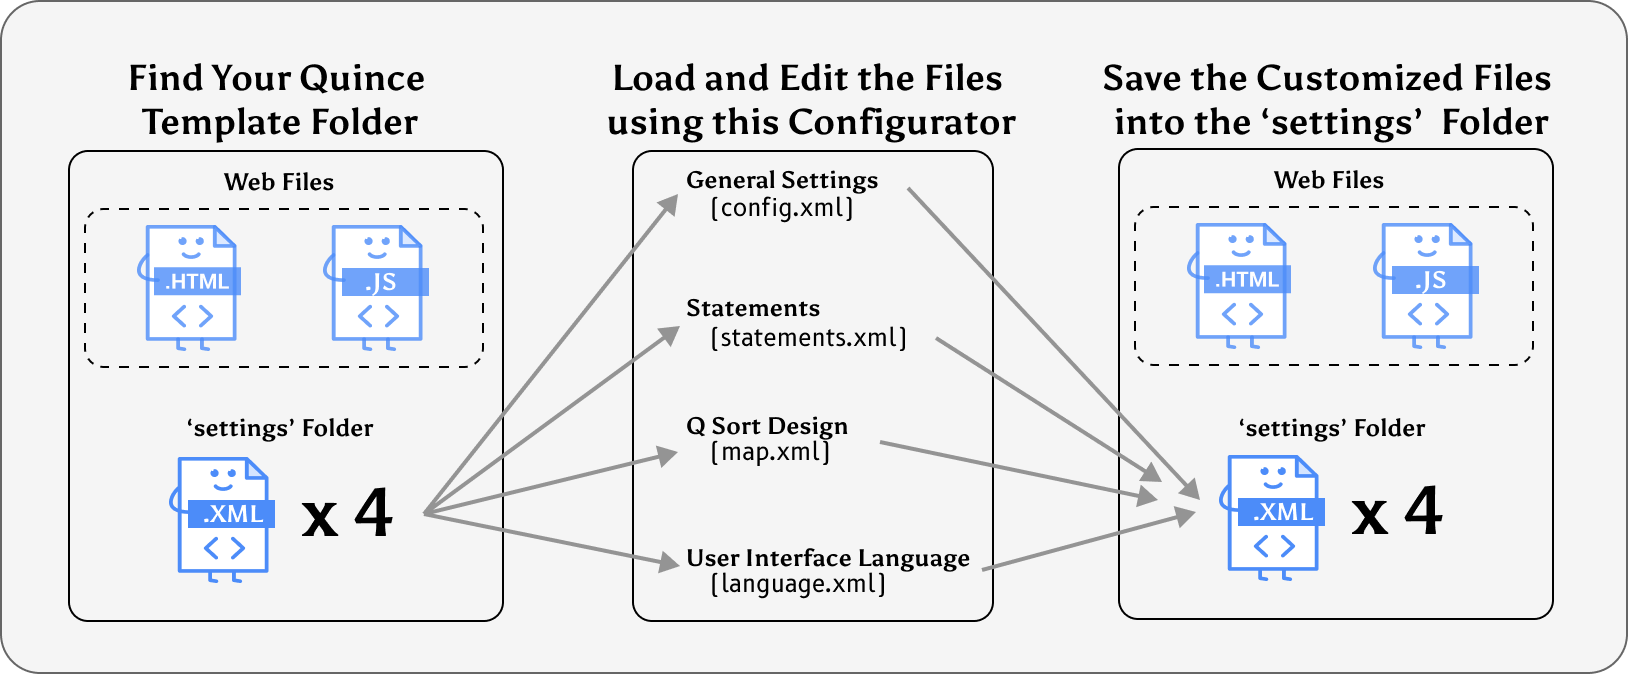 Find Your Quince
Template Folder
Web Files
.HTML
.JS
‘settings’ Folder
.XML
x 4
Load and Edit the Files
using this Configurator
General Settings
(config.xml)
Statements
(statements.xml)
Q Sort Design
(map.xml)
User Interface Language
(language.xml)
Save the Customized Files
into the ‘settings’ Folder
Web Files
.HTML
.JS
‘settings’ Folder
.XML
x 4